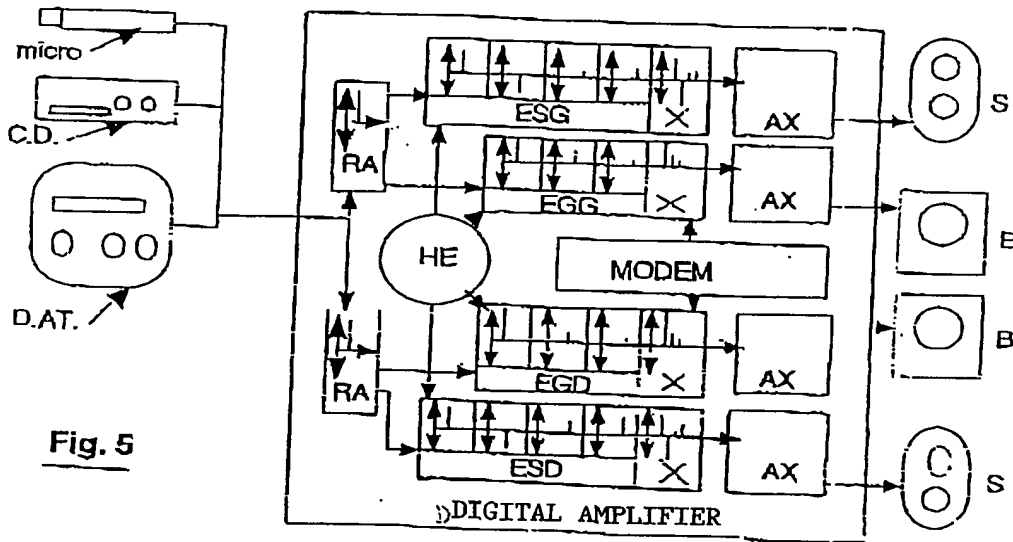 micro
C.D.
D.AT.
RA
RA
HE
ESG
X
EGG
X
MODEM
EGD
X
ESD
X
AX
AX
AX
AX
S
B
B
S
Fig. 5
DIGITAL AMPLIFIER